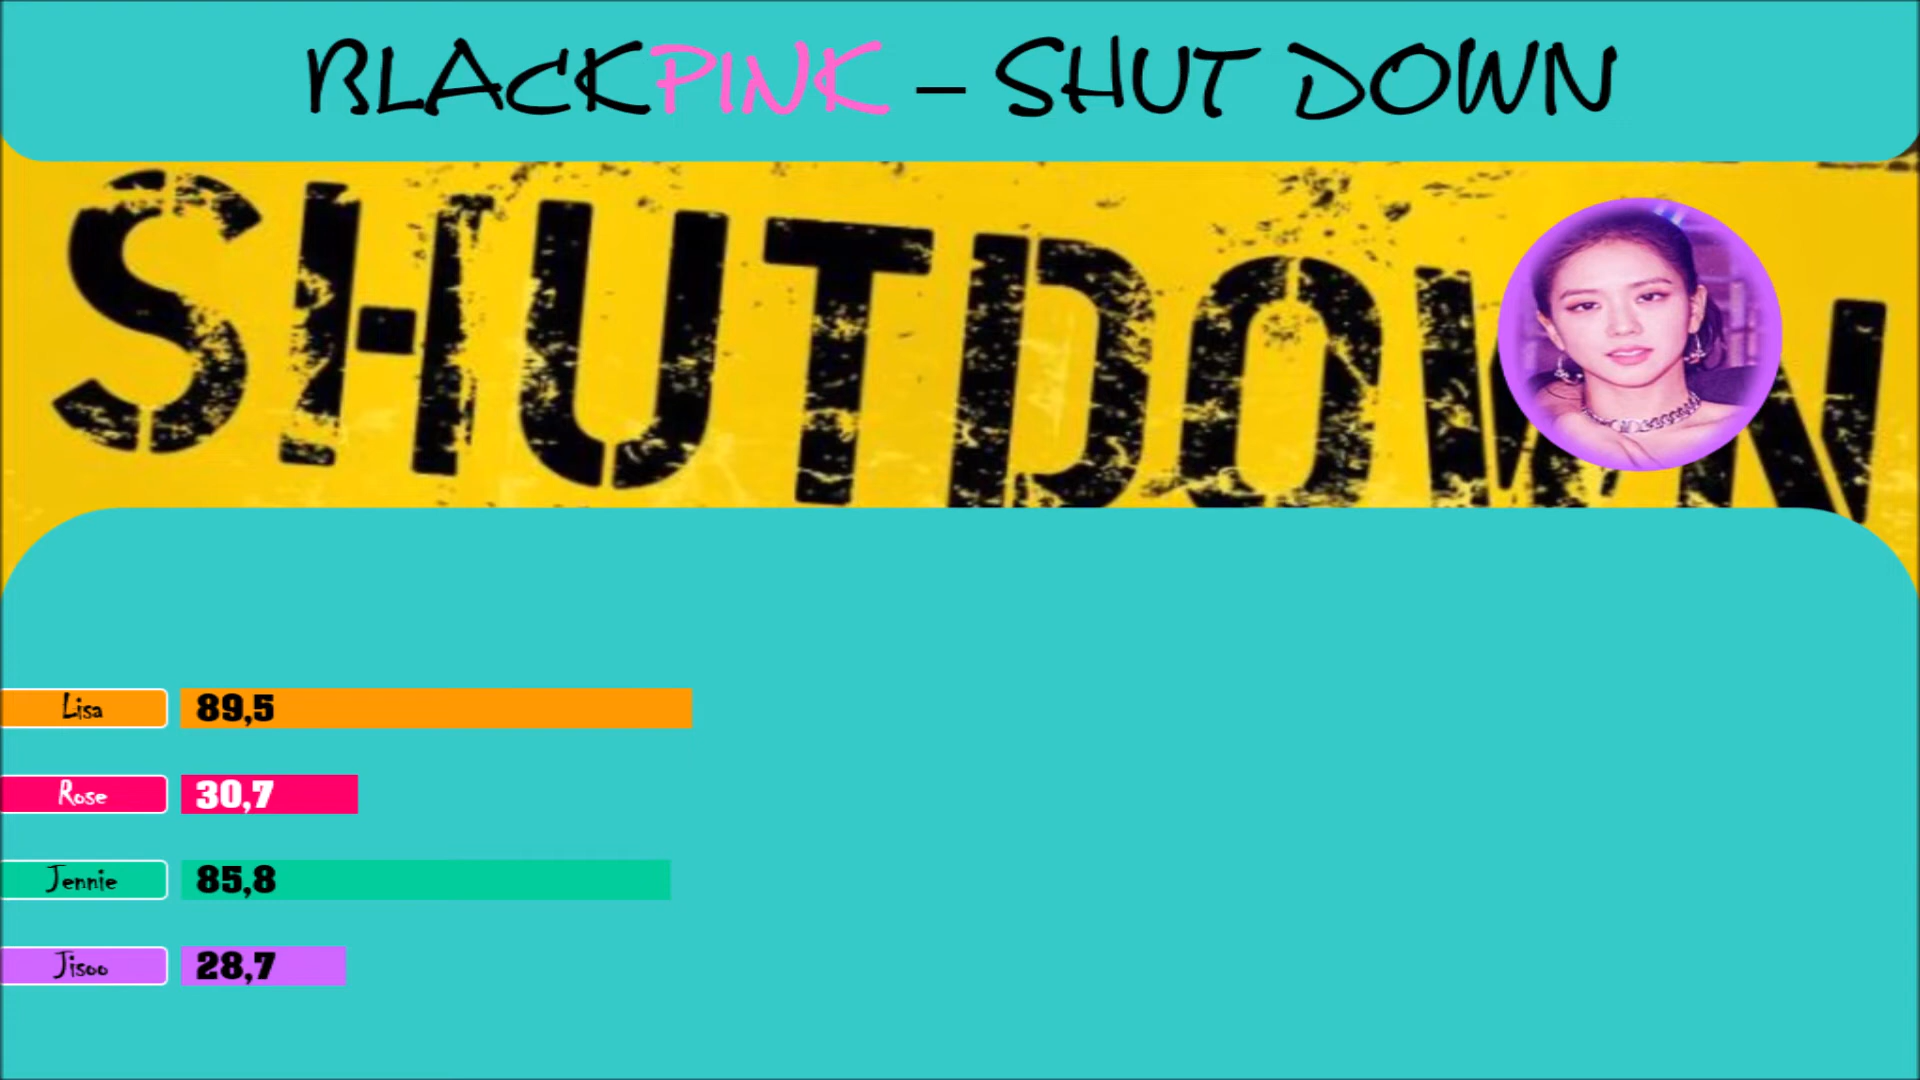 BLACKPINK – SHUT DOWN
SHUTDOWN
Lisa 89,5
Rose 30,7
Jennie 85,8
Jisoo 28,7